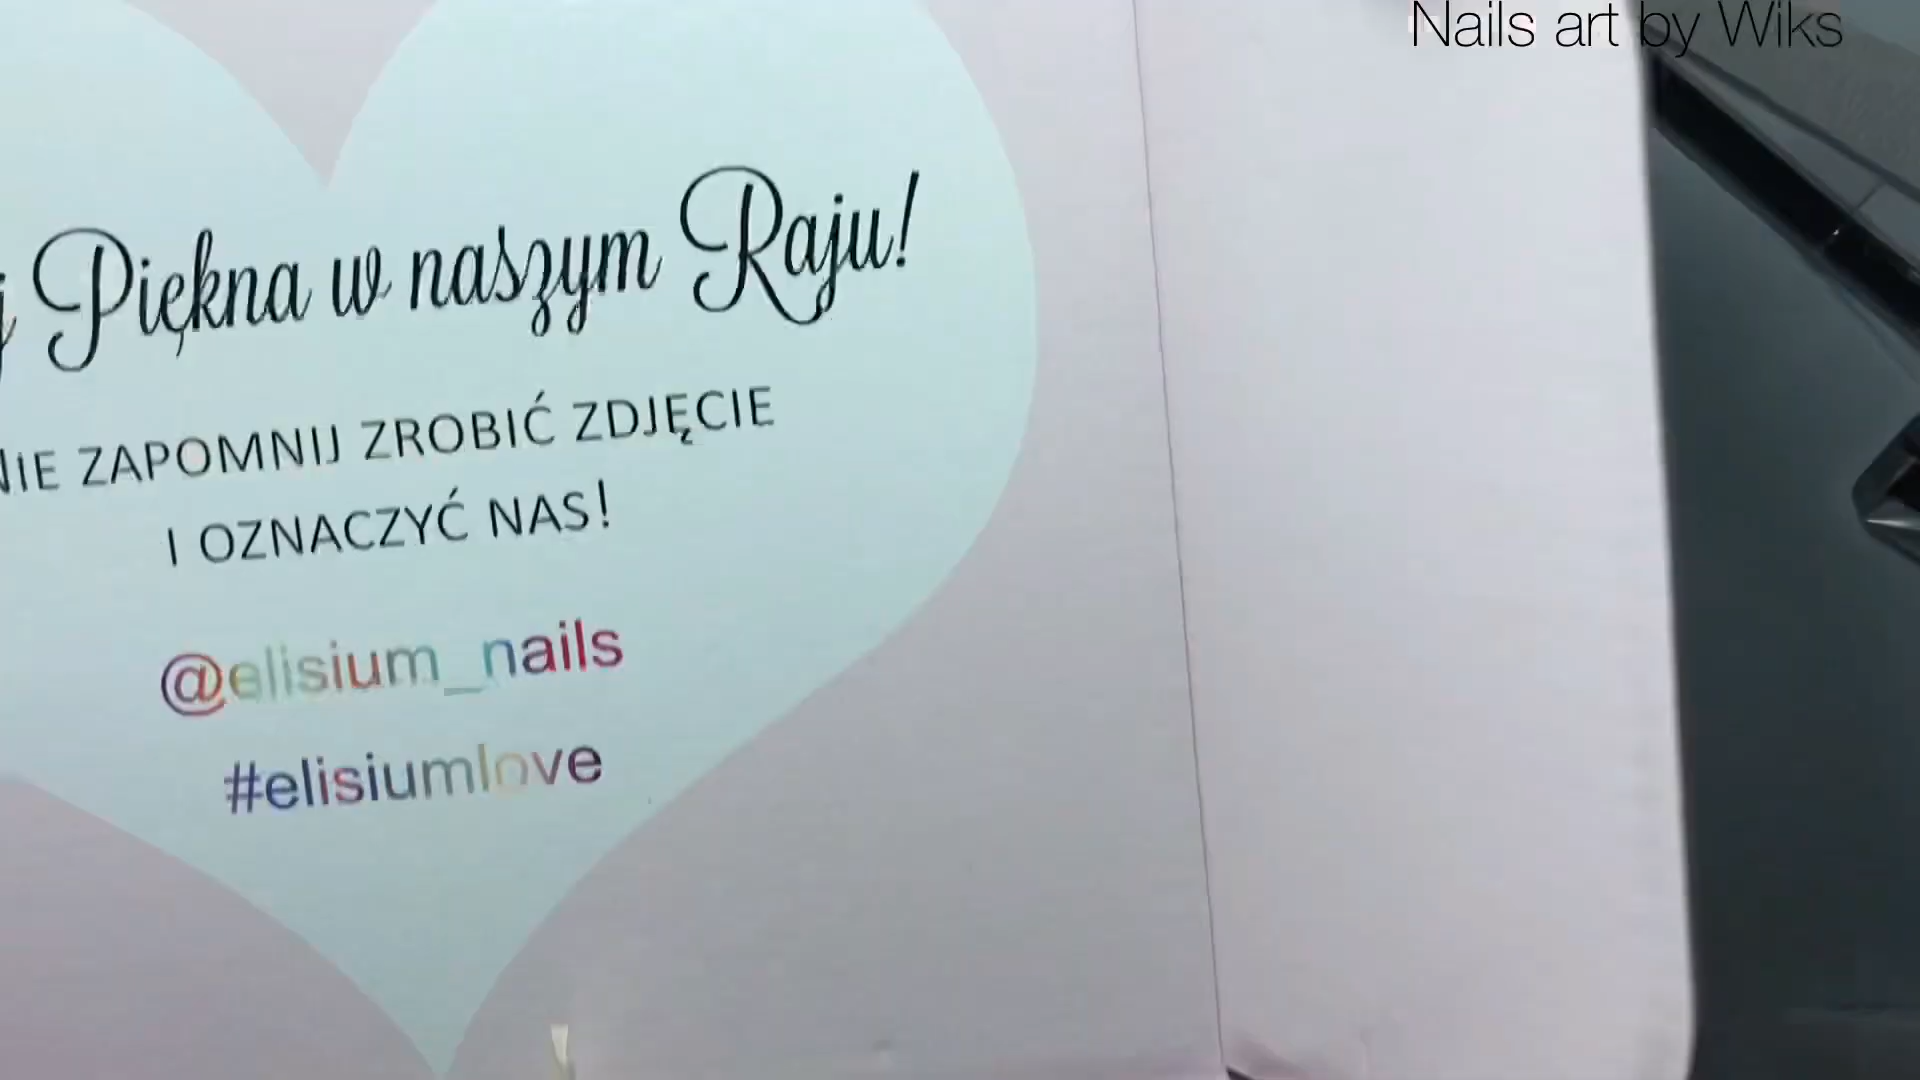 Nails art by Wiks
Piękna w naszym Raju!
NIE ZAPOMNIJ ZROBIĆ ZDJĘCIE
I OZNACZYĆ NAS!
@elisium_nails
#elisiumlove